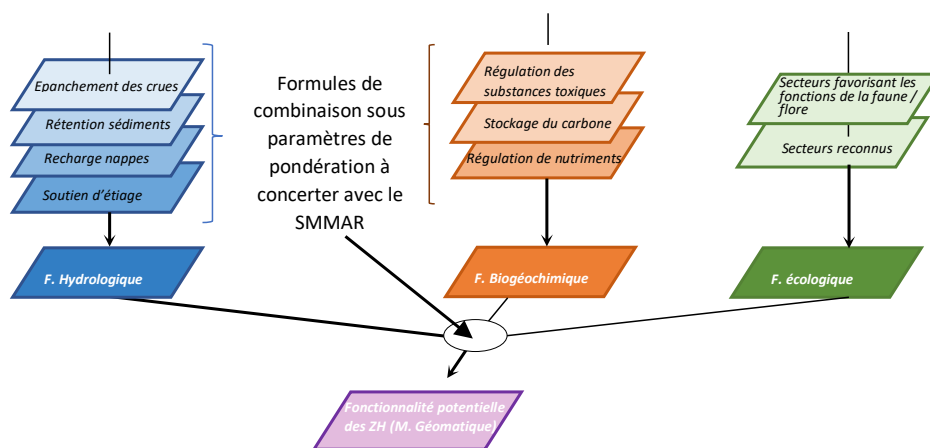 Epanchement des crues
Rétention sédiments
Recharge nappes
Soutien d'étiage
F. Hydrologique
Formules de
combinaison sous
paramètres de
pondération à
concerter avec le
SMMAR
Régulation des
substances toxiques
Stockage du carbone
Régulation de nutriments
F. Biogéochimique
Secteurs favorisant les
fonctions de la faune /
flore
Secteurs reconnus
F. écologique
Fonctionnalité potentielle
des ZH (M. Géomatique)